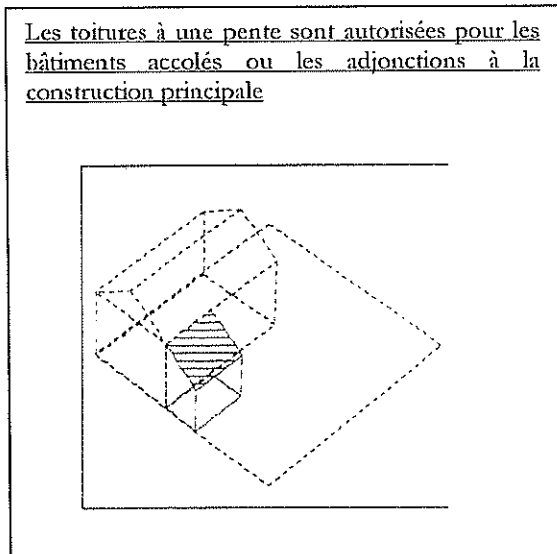 Les toitures à une pente sont autorisées pour les
bâtiments accolés ou les adjonctions à la
construction principale